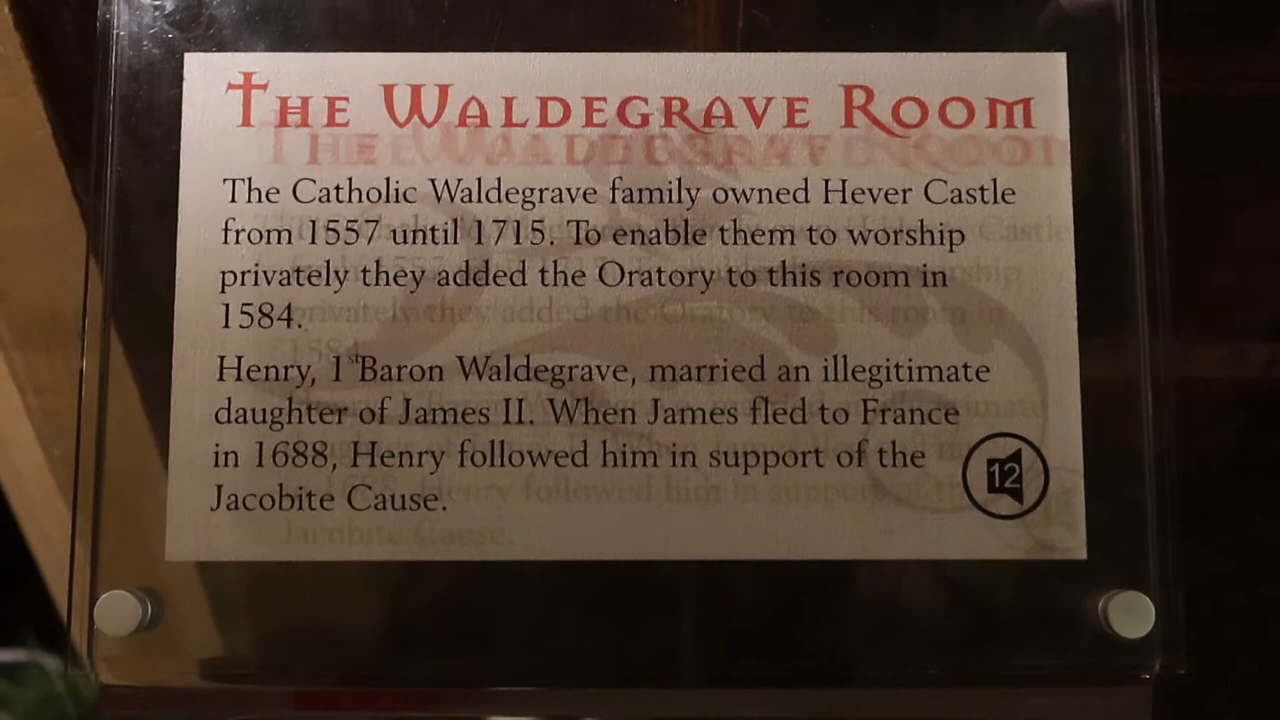 The Waldegrave Room
The Catholic Waldegrave family owned Hever Castle
from 1557 until 1715. To enable them to worship
privately they added the Oratory to this room in
1584.
Henry, 1st Baron Waldegrave, married an illegitimate
daughter of James II. When James fled to France
in 1688, Henry followed him in support of the
Jacobite Cause.
12